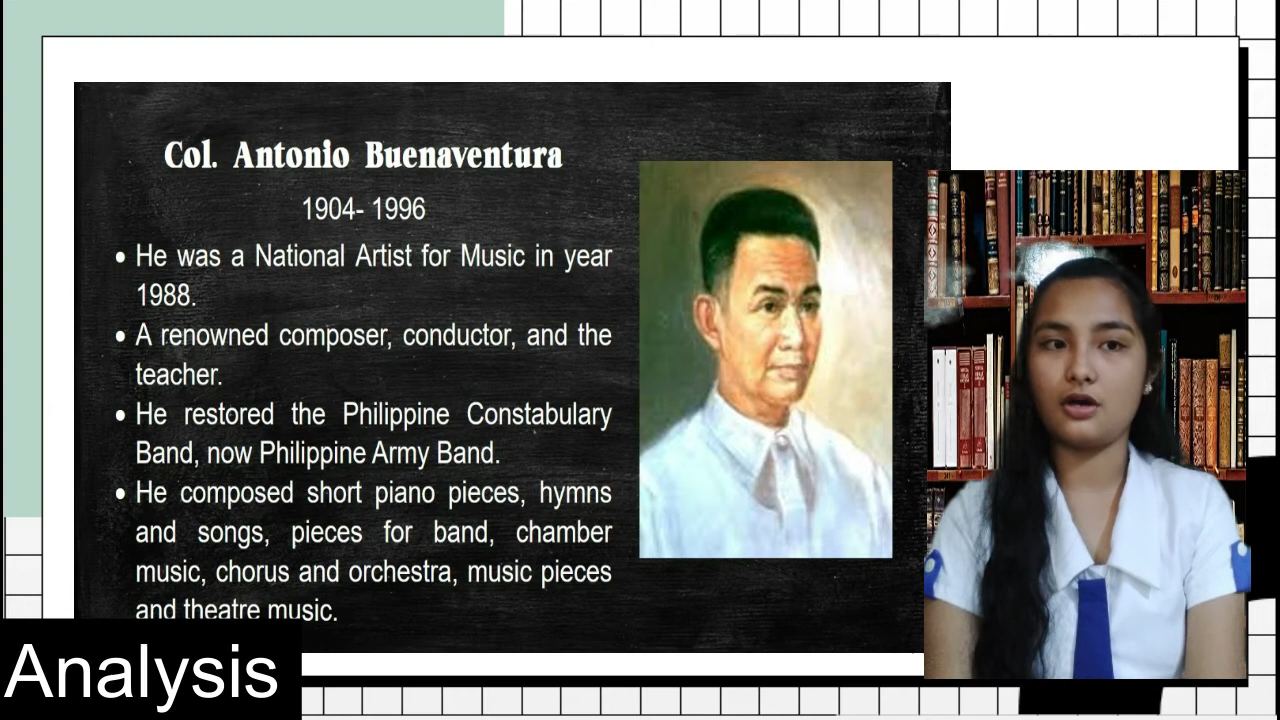 Col. Antonio Buenaventura
1904- 1996
• He was a National Artist for Music in year
1988.
• A renowned composer, conductor, and the
teacher.
• He restored the Philippine Constabulary
Band, now Philippine Army Band.
• He composed short piano pieces, hymns
and songs, pieces for band, chamber
music, chorus and orchestra, music pieces
and theatre music.
Analysis